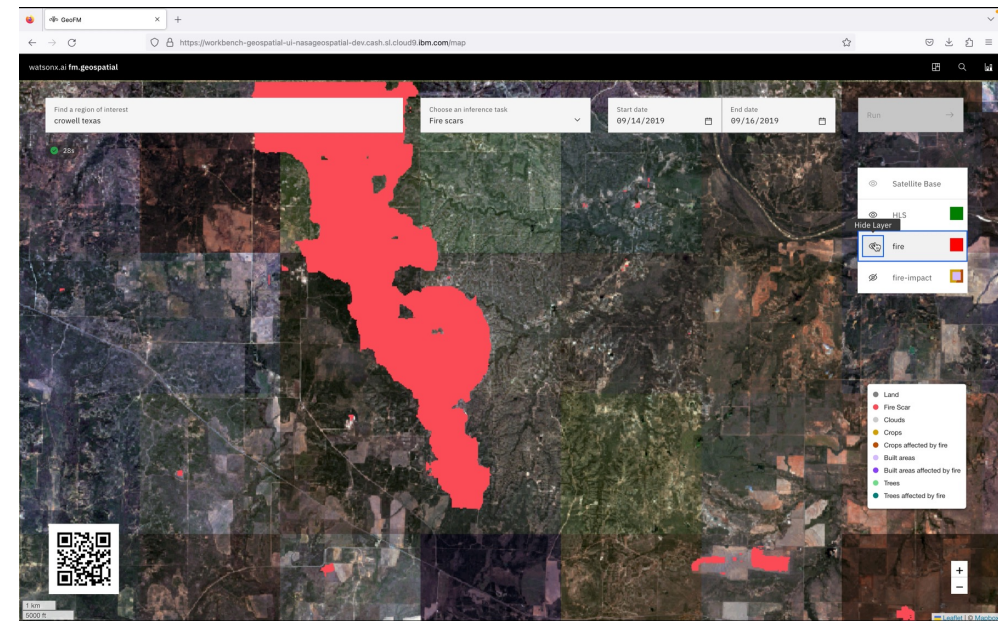 GeoFM
https://workbench-geospatial-ui-nasageospatial-dev.cash.sl.cloud9.ibm.com/map
watsonx.ai fm.geospatial
Find a region of interest
crowell texas
Choose an inference task
Fire scars
Start date
09/14/2019
End date
09/16/2019
Run
28s
Satellite Base
HLS
Hide Layer
fire
fire-impact
Land
Fire Scar
Clouds
Crops
Crops affected by fire
Built areas
Built areas affected by fire
Trees
Trees affected by fire
+
−
1 km
5000 ft
Leaflet | © Mapbox